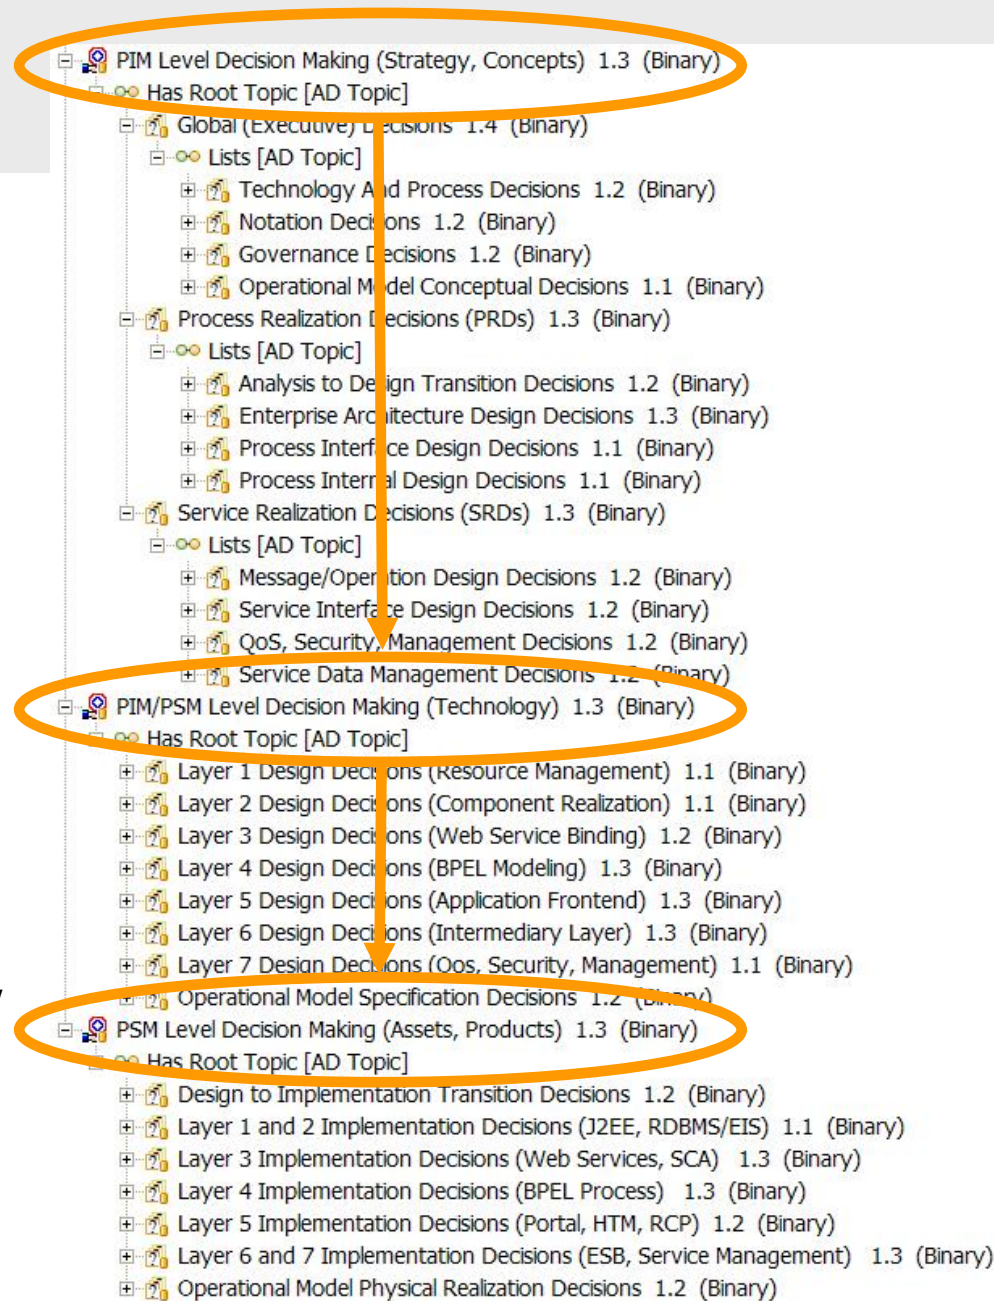 PIM Level Decision Making (Strategy, Concepts) 1.3 (Binary)
Has Root Topic [AD Topic]
Global (Executive) Decisions 1.4 (Binary)
Lists [AD Topic]
Technology And Process Decisions 1.2 (Binary)
Notation Decisions 1.2 (Binary)
Governance Decisions 1.2 (Binary)
Operational Model Conceptual Decisions 1.1 (Binary)
Process Realization Decisions (PRDs) 1.3 (Binary)
Lists [AD Topic]
Analysis to Design Transition Decisions 1.2 (Binary)
Enterprise Architecture Design Decisions 1.3 (Binary)
Process Interface Design Decisions 1.1 (Binary)
Process Internal Design Decisions 1.1 (Binary)
Service Realization Decisions (SRDs) 1.3 (Binary)
Lists [AD Topic]
Message/Operation Design Decisions 1.2 (Binary)
Service Interface Design Decisions 1.2 (Binary)
QoS, Security, Management Decisions 1.2 (Binary)
Service Data Management Decisions 1.2 (Binary)
PIM/PSM Level Decision Making (Technology) 1.3 (Binary)
Has Root Topic [AD Topic]
Layer 1 Design Decisions (Resource Management) 1.1 (Binary)
Layer 2 Design Decisions (Component Realization) 1.1 (Binary)
Layer 3 Design Decisions (Web Service Binding) 1.2 (Binary)
Layer 4 Design Decisions (BPEL Modeling) 1.3 (Binary)
Layer 5 Design Decisions (Application Frontend) 1.3 (Binary)
Layer 6 Design Decisions (Intermediary Layer) 1.3 (Binary)
Layer 7 Design Decisions (Qos, Security, Management) 1.1 (Binary)
Operational Model Specification Decisions 1.2 (Binary)
PSM Level Decision Making (Assets, Products) 1.3 (Binary)
Has Root Topic [AD Topic]
Design to Implementation Transition Decisions 1.2 (Binary)
Layer 1 and 2 Implementation Decisions (J2EE, RDBMS/EIS) 1.1 (Binary)
Layer 3 Implementation Decisions (Web Services, SCA) 1.3 (Binary)
Layer 4 Implementation Decisions (BPEL Process) 1.3 (Binary)
Layer 5 Implementation Decisions (Portal, HTM, RCP) 1.2 (Binary)
Layer 6 and 7 Implementation Decisions (ESB, Service Management) 1.3 (Binary)
Operational Model Physical Realization Decisions 1.2 (Binary)